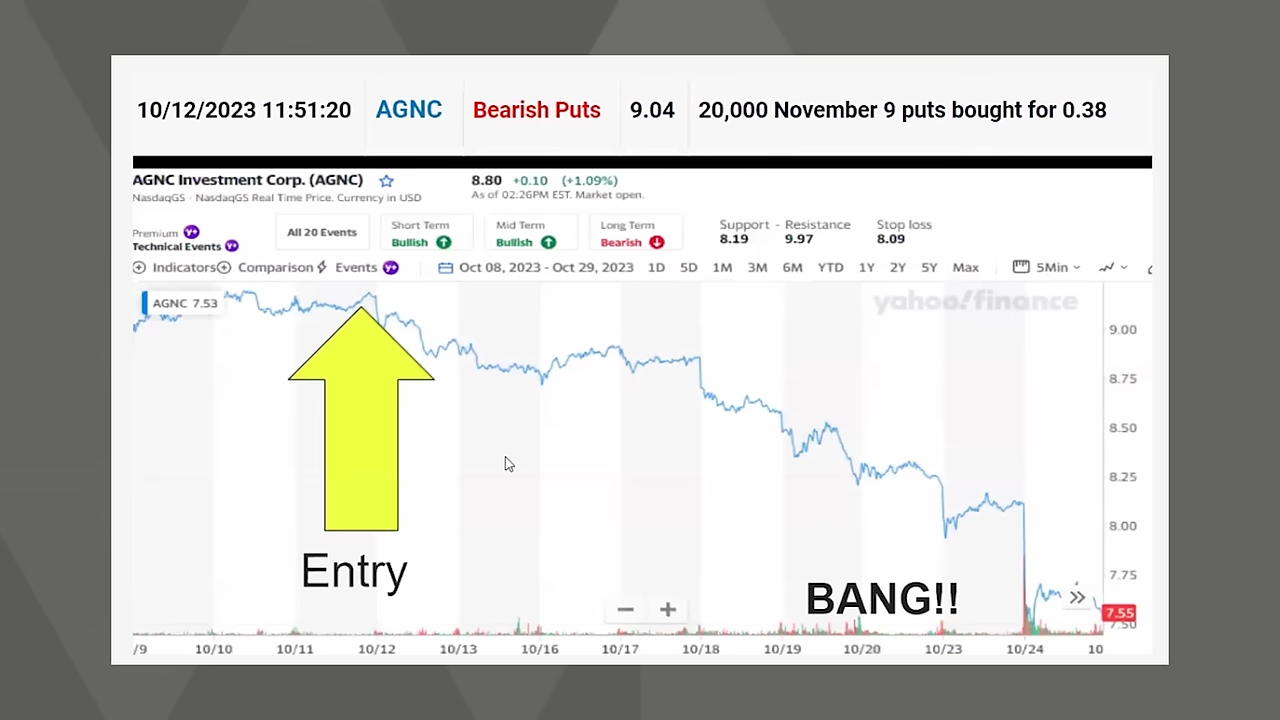 10/12/2023 11:51:20 AGNC Bearish Puts 9.04 20,000 November 9 puts bought for 0.38
AGNC Investment Corp. (AGNC) 8.80 +0.10 (+1.09%)
NasdaqGS · NasdaqGS Real Time Price. Currency in USD As of 02:26PM EST. Market open.
Premium Y+ All 20 Events Short Term Mid Term Long Term Support - Resistance Stop loss
Technical Events Y+ Bullish Bullish Bearish 8.19 9.97 8.09
Indicators Comparison Events Y+ Oct 08, 2023 - Oct 29, 2023 1D 5D 1M 3M 6M YTD 1Y 2Y 5Y Max 5Min
AGNC 7.53 yahoo!finance
9.00
8.75
8.50
8.25
8.00
Entry
7.75
BANG!!
7.55
7.50
/9 10/10 10/11 10/12 10/13 10/16 10/17 10/18 10/19 10/20 10/23 10/24 10